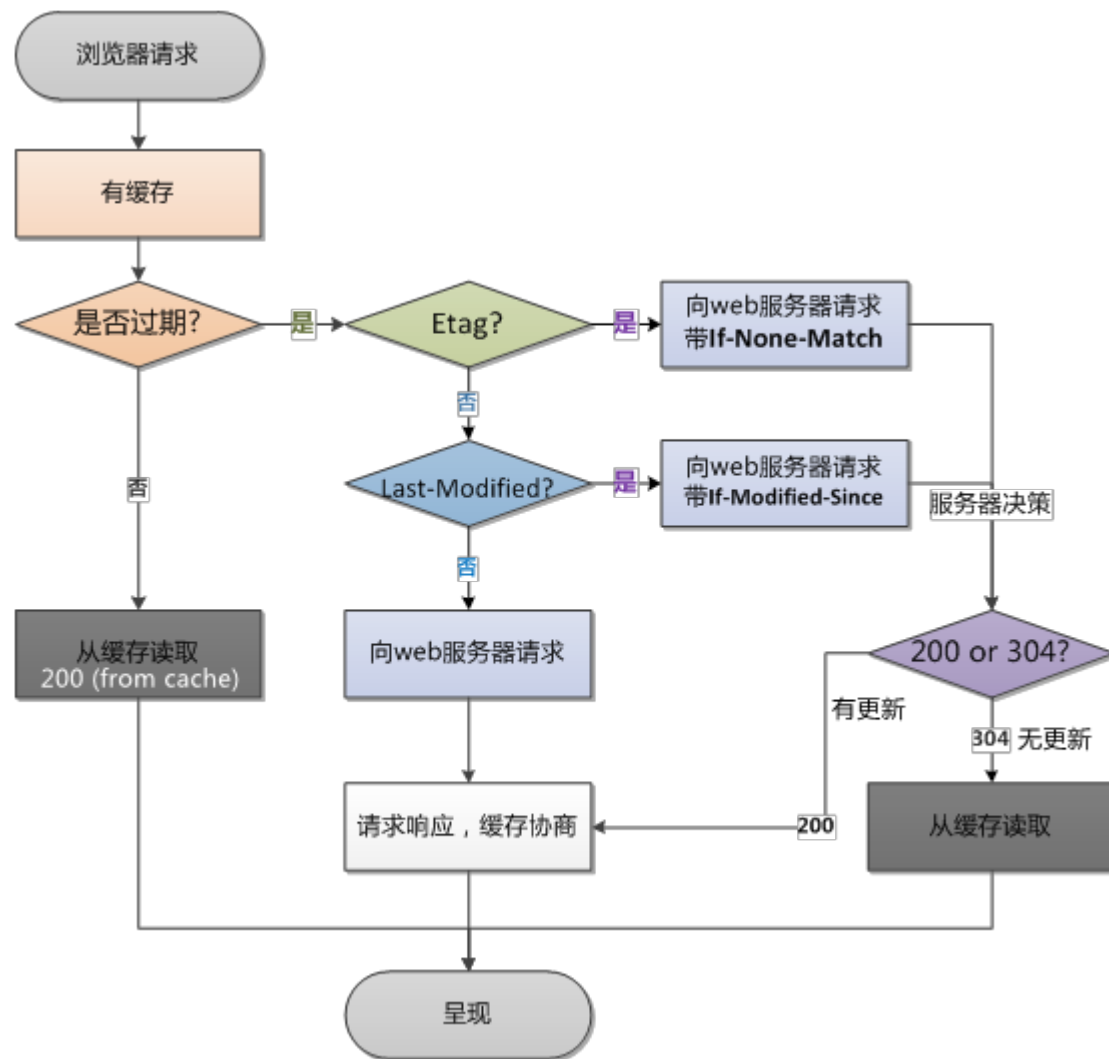 浏览器请求
有缓存
是否过期?
是
Etag?
是
向web服务器请求
带If-None-Match
否
否
Last-Modified?
是
向web服务器请求
带If-Modified-Since
服务器决策
否
从缓存读取
200 (from cache)
向web服务器请求
200 or 304?
有更新
304 无更新
请求响应，缓存协商
200
从缓存读取
呈现